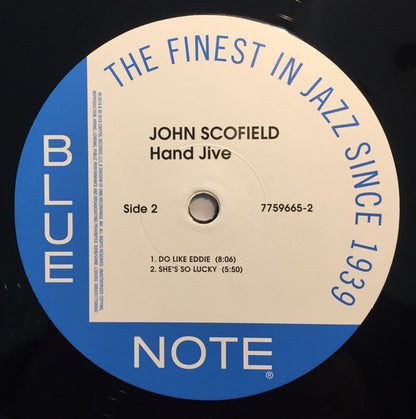 THE FINEST IN JAZZ SINCE 1939
BLUE
NOTE®
JOHN SCOFIELD
Hand Jive
Side 2 7759665-2
1. DO LIKE EDDIE (8:06)
2. SHE'S SO LUCKY (5:50)